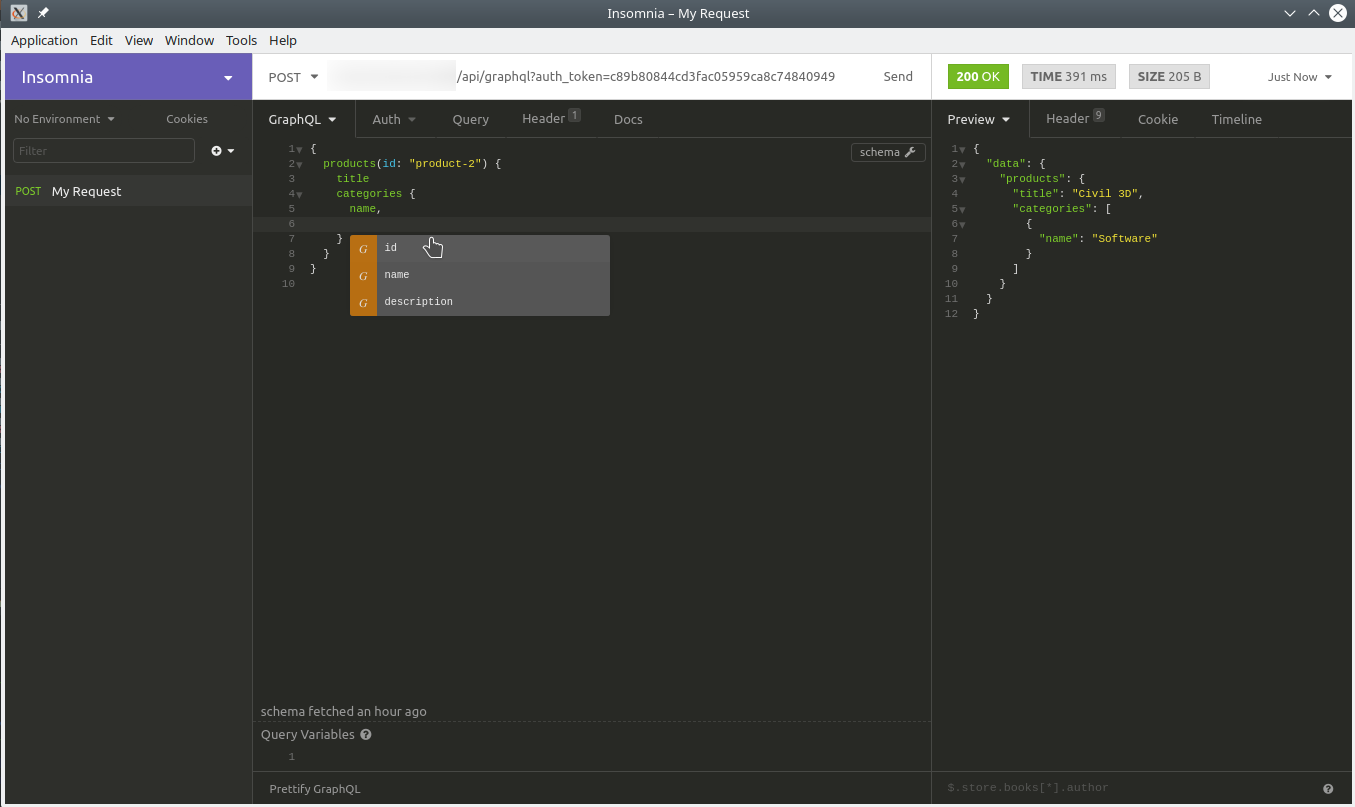 Insomnia – My Request
Application Edit View Window Tools Help
Insomnia
POST /api/graphql?auth_token=c89b80844cd3fac05959ca8c74840949 Send
200 OK TIME 391 ms SIZE 205 B Just Now
No Environment Cookies
Filter
POST My Request
GraphQL Auth Query Header 1 Docs
schema
1 {
2 products(id: "product-2") {
3 title
4 categories {
5 name,
6
7 }
8 }
9 }
10
G id
G name
G description
schema fetched an hour ago
Query Variables ?
1
Prettify GraphQL
Preview Header 9 Cookie Timeline
1 {
2 "data": {
3 "products": {
4 "title": "Civil 3D",
5 "categories": [
6 {
7 "name": "Software"
8 }
9 ]
10 }
11 }
12 }
$.store.books[*].author ?